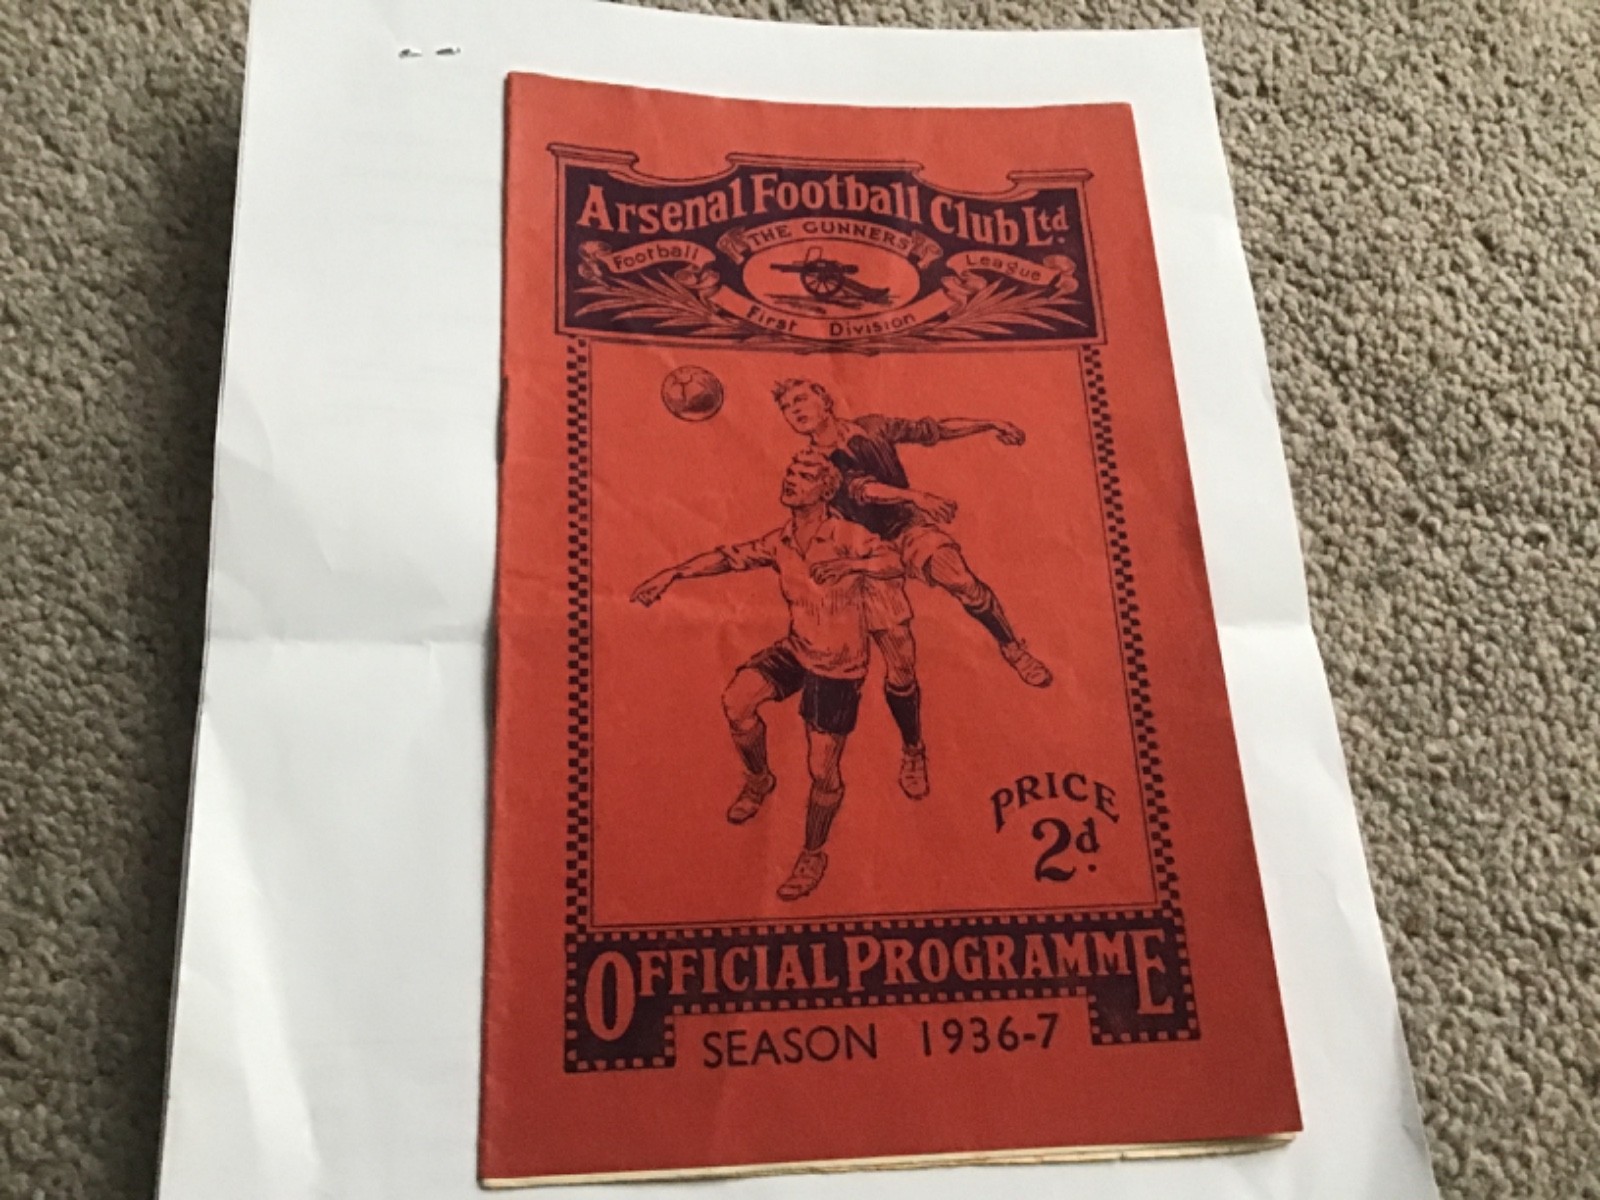 Arsenal Football Club Ltd.
THE GUNNERS
Football League
First Division
PRICE
2d.
OFFICIAL PROGRAMME
SEASON 1936-7